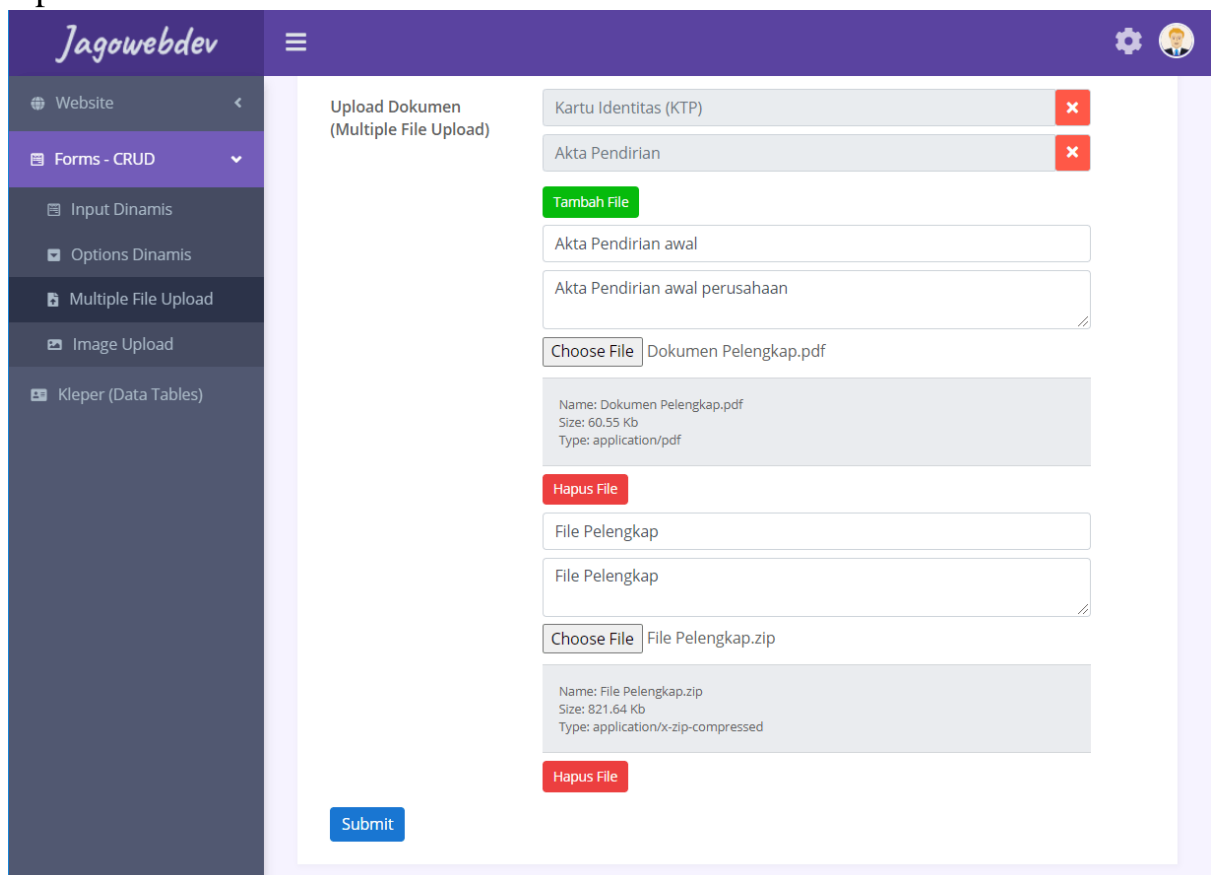 Jagowebdev
Website
Forms - CRUD
Input Dinamis
Options Dinamis
Multiple File Upload
Image Upload
Kleper (Data Tables)
Upload Dokumen
(Multiple File Upload)
Kartu Identitas (KTP)
Akta Pendirian
Tambah File
Akta Pendirian awal
Akta Pendirian awal perusahaan
Choose File Dokumen Pelengkap.pdf
Name: Dokumen Pelengkap.pdf
Size: 60.55 Kb
Type: application/pdf
Hapus File
File Pelengkap
File Pelengkap
Choose File File Pelengkap.zip
Name: File Pelengkap.zip
Size: 821.64 Kb
Type: application/x-zip-compressed
Hapus File
Submit